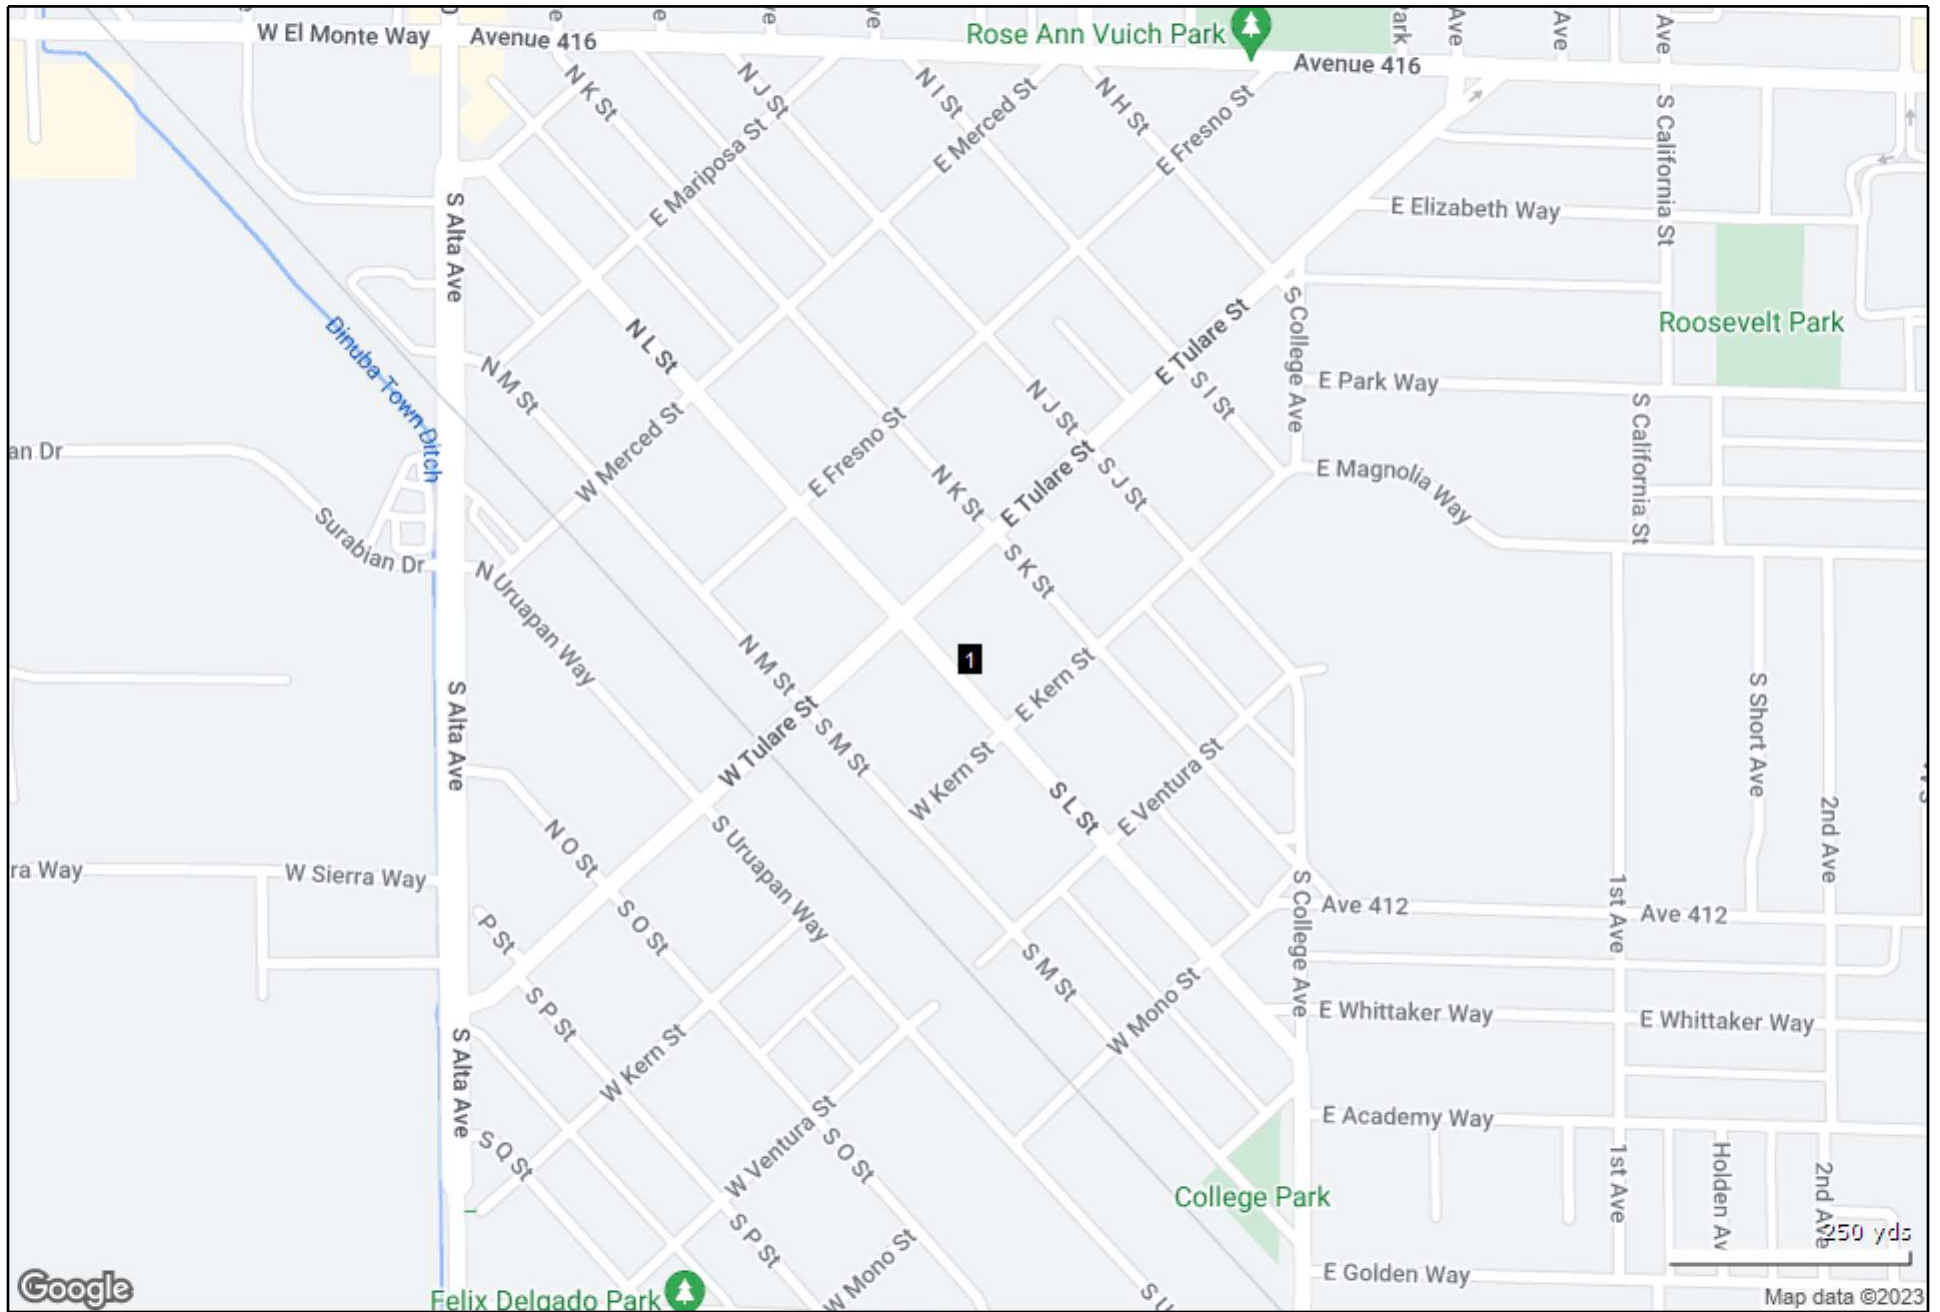 W El Monte Way
Avenue 416
Rose Ann Vuich Park
Avenue 416
Ave
Ave
Ave
N K St
N J St
N I St
N H St
E Mariposa St
E Merced St
E Fresno St
S California St
S Alta Ave
E Elizabeth Way
Dinuba Town Ditch
N L St
E Tulare St
S College Ave
Roosevelt Park
N M St
W Merced St
E Fresno St
N J St
S I St
E Park Way
S California St
an Dr
Surabian Dr
N K St
E Tulare St
S J St
E Magnolia Way
N Uruapan Way
S K St
N M St
1
E Kern St
S Alta Ave
W Tulare St
S M St
W Kern St
S L St
E Ventura St
S Short Ave
2nd Ave
ra Way
W Sierra Way
N O St
S Uruapan Way
S College Ave
Ave 412
1st Ave
Ave 412
P St
S O St
S M St
W Mono St
S P St
E Whittaker Way
E Whittaker Way
S Alta Ave
W Kern St
W Ventura St
S O St
E Academy Way
S Q St
College Park
1st Ave
Holden Av
2nd Ave
S P St
W Mono St
S U
250 yds
E Golden Way
Google
Felix Delgado Park
Map data ©2023